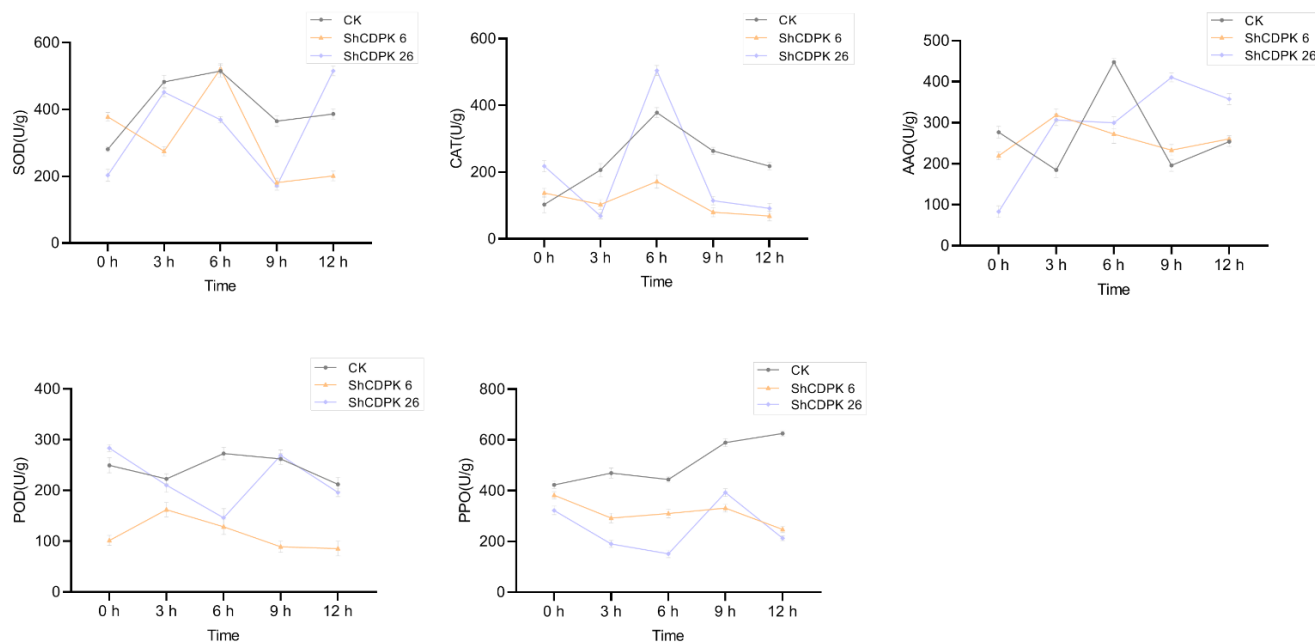 CK
ShCDPK 6
ShCDPK 26
600
400
200
0
SOD(U/g)
0 h 3 h 6 h 9 h 12 h
Time
CK
ShCDPK 6
ShCDPK 26
600
400
200
0
CAT(U/g)
0 h 3 h 6 h 9 h 12 h
Time
CK
ShCDPK 6
ShCDPK 26
500
400
300
200
100
0
AAO(U/g)
0 h 3 h 6 h 9 h 12 h
Time
CK
ShCDPK 6
ShCDPK 26
400
300
200
100
0
POD(U/g)
0 h 3 h 6 h 9 h 12 h
Time
CK
ShCDPK 6
ShCDPK 26
800
600
400
200
0
PPO(U/g)
0 h 3 h 6 h 9 h 12 h
Time